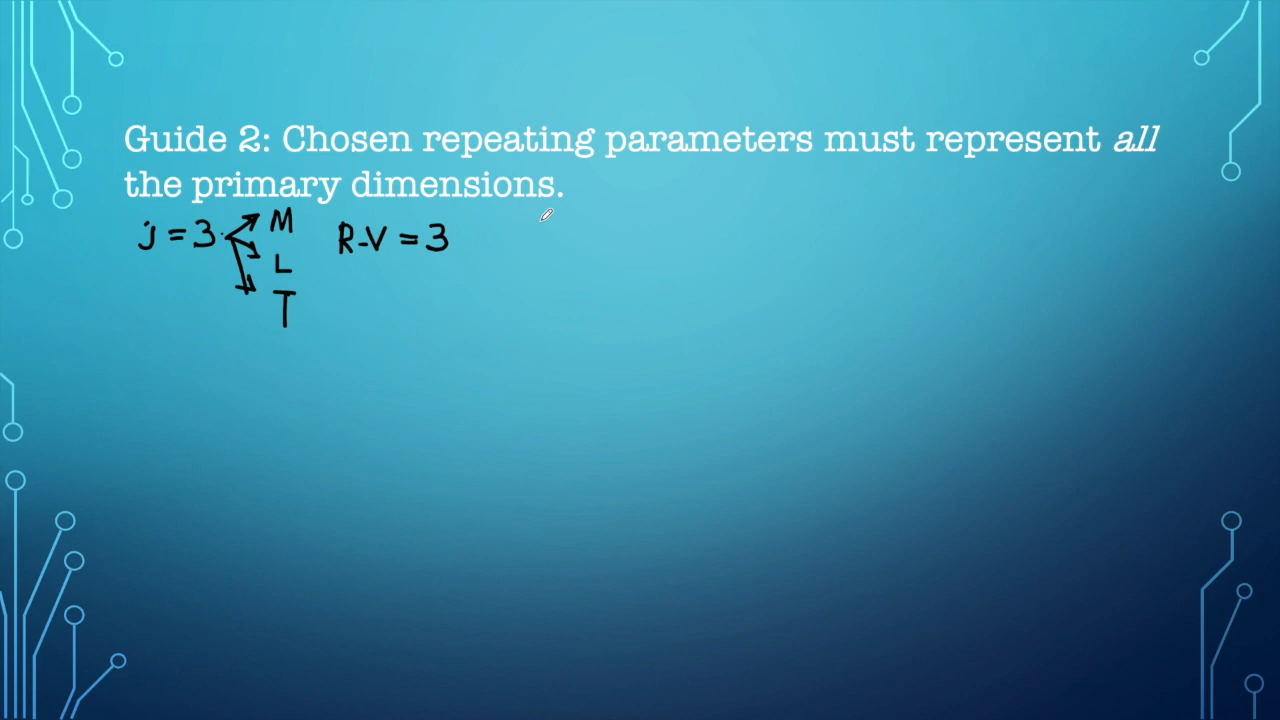 Guide 2: Chosen repeating parameters must represent all
the primary dimensions.
j = 3 M R-V = 3
L
T